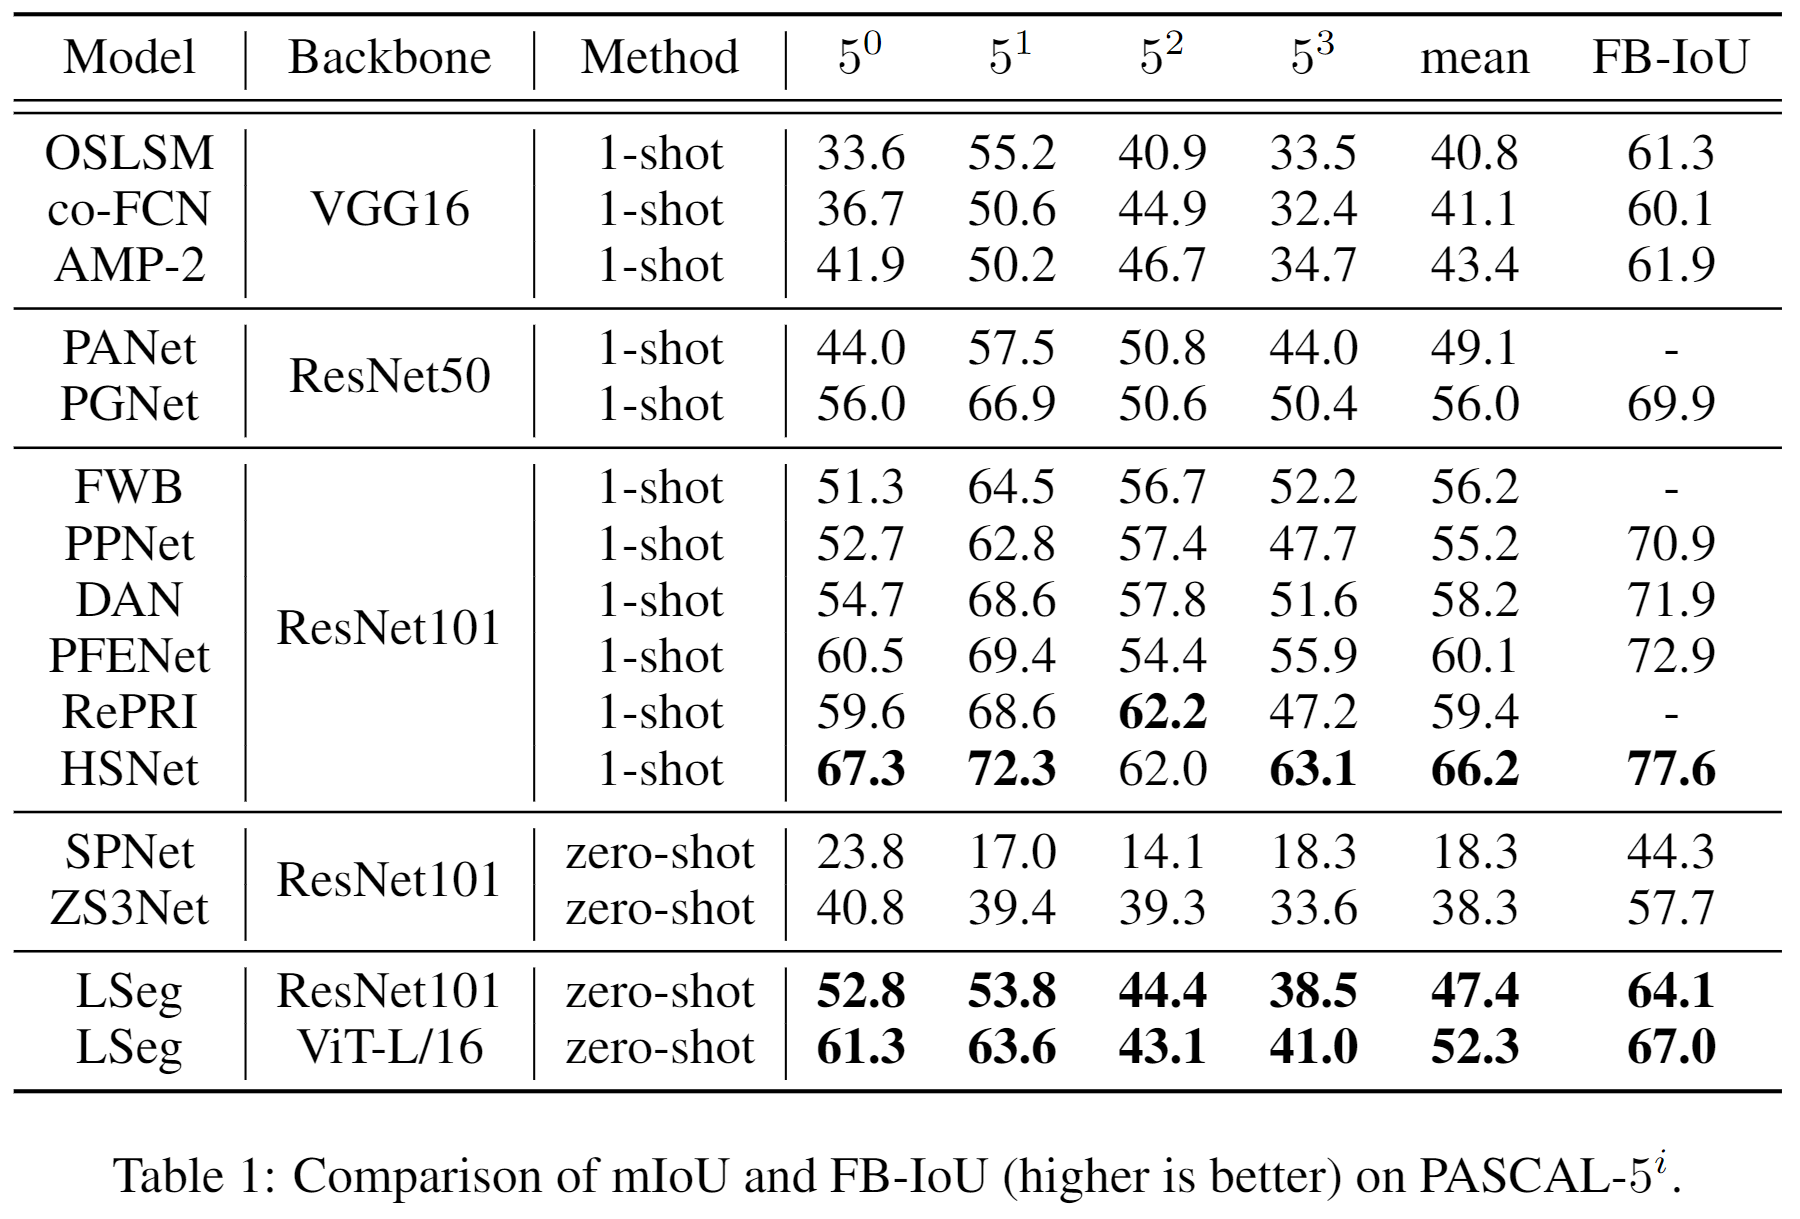 Model Backbone Method 5⁰ 5¹ 5² 5³ mean FB-IoU
OSLSM 1-shot 33.6 55.2 40.9 33.5 40.8 61.3
co-FCN VGG16 1-shot 36.7 50.6 44.9 32.4 41.1 60.1
AMP-2 1-shot 41.9 50.2 46.7 34.7 43.4 61.9
PANet ResNet50 1-shot 44.0 57.5 50.8 44.0 49.1 -
PGNet 1-shot 56.0 66.9 50.6 50.4 56.0 69.9
FWB 1-shot 51.3 64.5 56.7 52.2 56.2 -
PPNet 1-shot 52.7 62.8 57.4 47.7 55.2 70.9
DAN ResNet101 1-shot 54.7 68.6 57.8 51.6 58.2 71.9
PFENet 1-shot 60.5 69.4 54.4 55.9 60.1 72.9
RePRI 1-shot 59.6 68.6 62.2 47.2 59.4 -
HSNet 1-shot 67.3 72.3 62.0 63.1 66.2 77.6
SPNet ResNet101 zero-shot 23.8 17.0 14.1 18.3 18.3 44.3
ZS3Net zero-shot 40.8 39.4 39.3 33.6 38.3 57.7
LSeg ResNet101 zero-shot 52.8 53.8 44.4 38.5 47.4 64.1
LSeg ViT-L/16 zero-shot 61.3 63.6 43.1 41.0 52.3 67.0
Table 1: Comparison of mIoU and FB-IoU (higher is better) on PASCAL-5ⁱ.